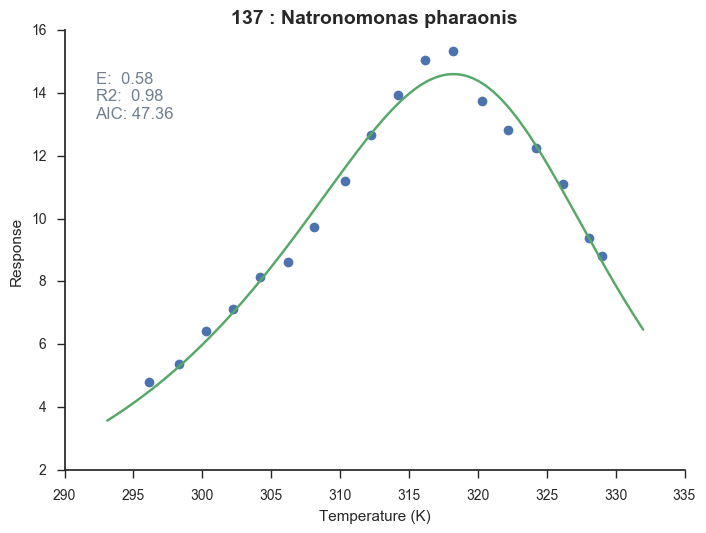 137 : Natronomonas pharaonis
E: 0.58
R2: 0.98
AIC: 47.36
16
14
12
10
8
6
4
2
Response
290 295 300 305 310 315 320 325 330 335
Temperature (K)